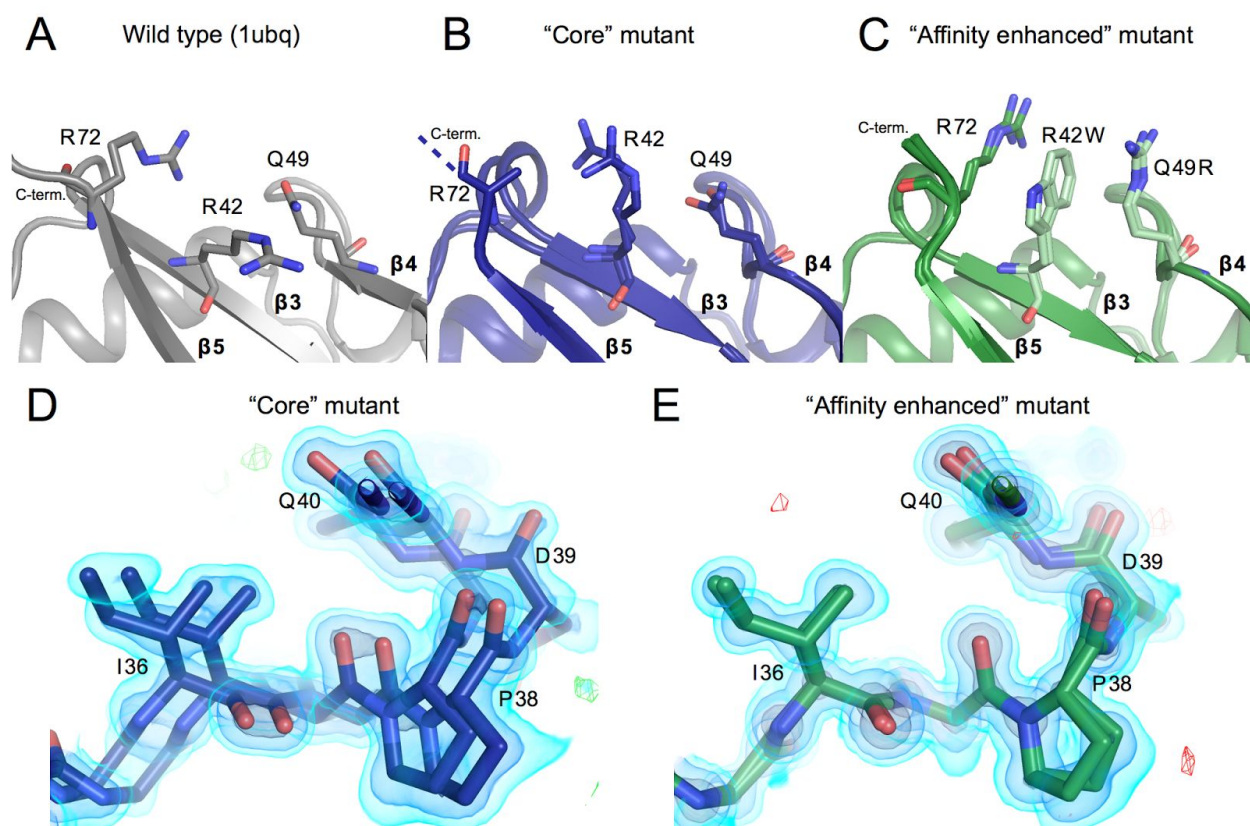 A
Wild type (1ubq)
R72
C-term.
R42
Q49
β3
β4
β5
B
“Core” mutant
C-term.
R72
R42
Q49
β3
β4
β5
C
“Affinity enhanced” mutant
C-term.
R72
R42W
Q49R
β3
β4
β5
D
“Core” mutant
Q40
D39
I36
P38
E
“Affinity enhanced” mutant
Q40
D39
I36
P38